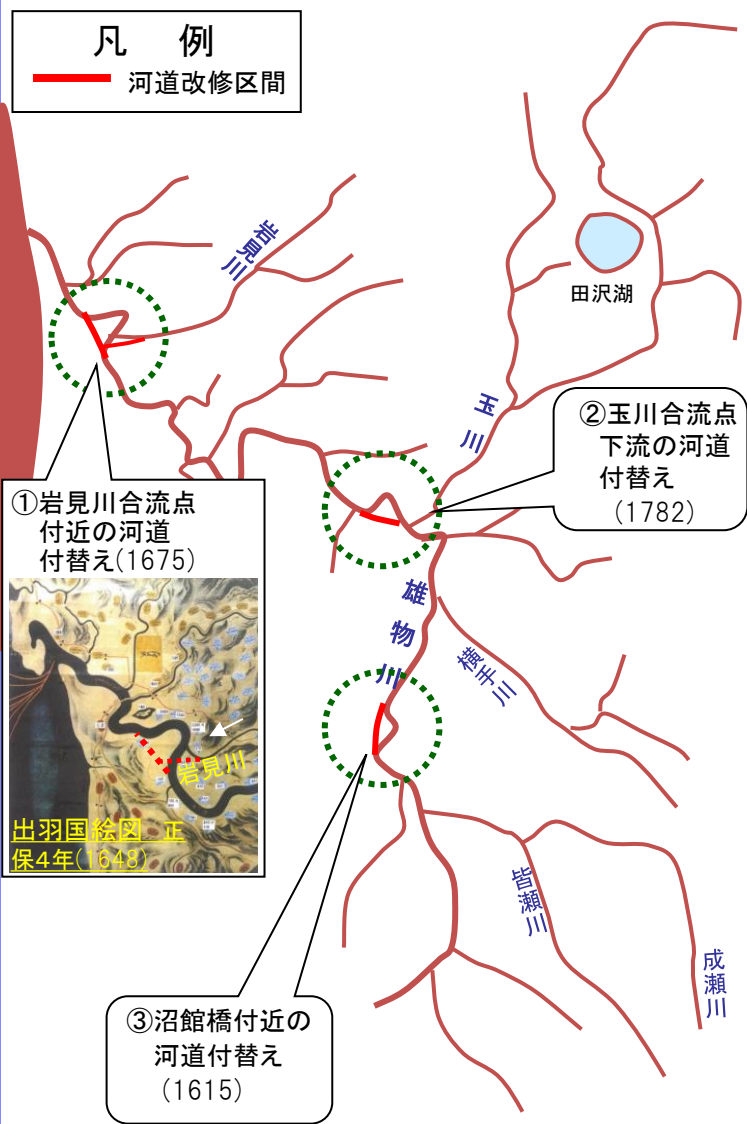 凡 例
河道改修区間
岩見川
田沢湖
玉川
②玉川合流点
下流の河道
付替え
(1782)
①岩見川合流点
付近の河道
付替え(1675)
岩見川
出羽国絵図 正
保4年(1648)
雄物川
横手川
皆瀬川
成瀬川
③沼館橋付近の
河道付替え
(1615)